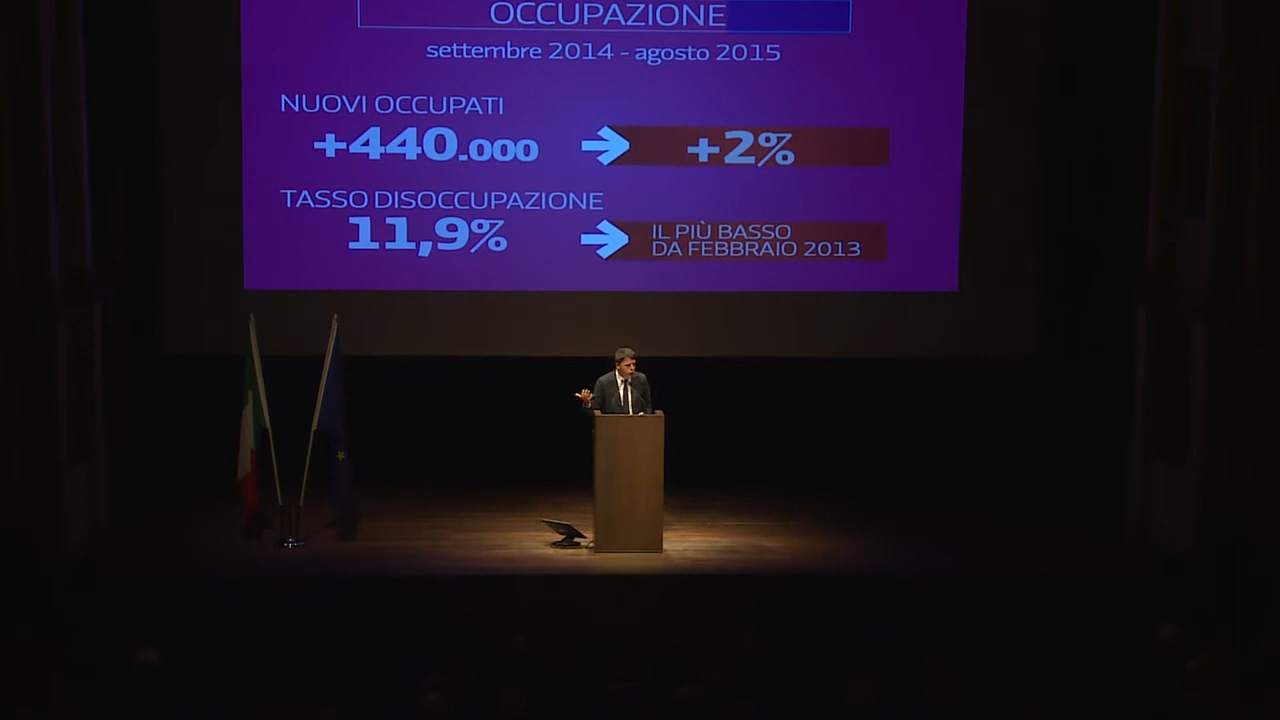 OCCUPAZIONE
settembre 2014 - agosto 2015
NUOVI OCCUPATI
+440.000
+2%
TASSO DISOCCUPAZIONE
11,9%
IL PIÙ BASSO
DA FEBBRAIO 2013